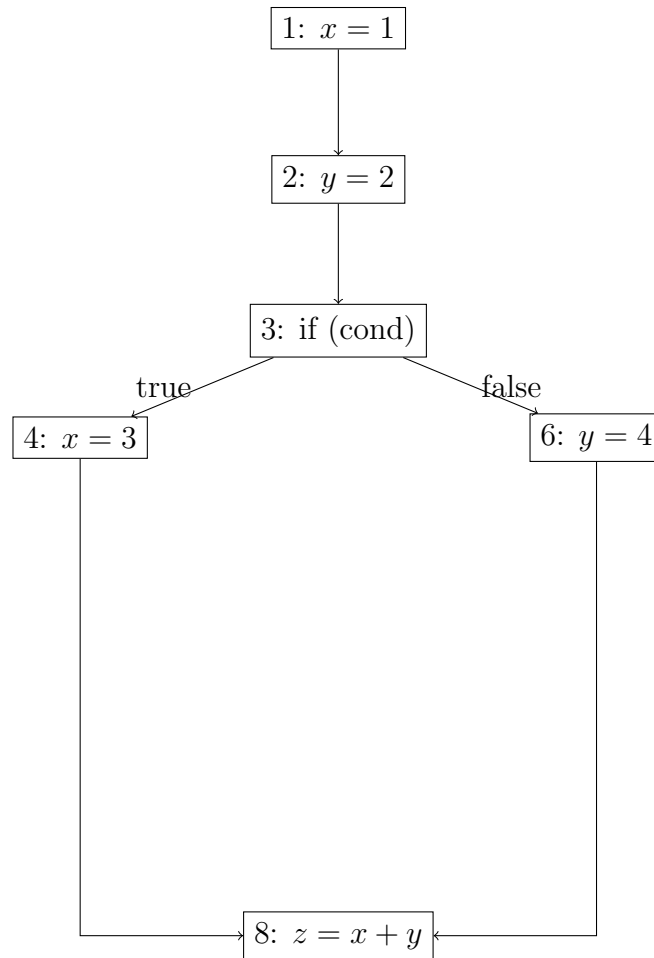 1: x = 1
2: y = 2
3: if (cond)
true
false
4: x = 3
6: y = 4
8: z = x + y